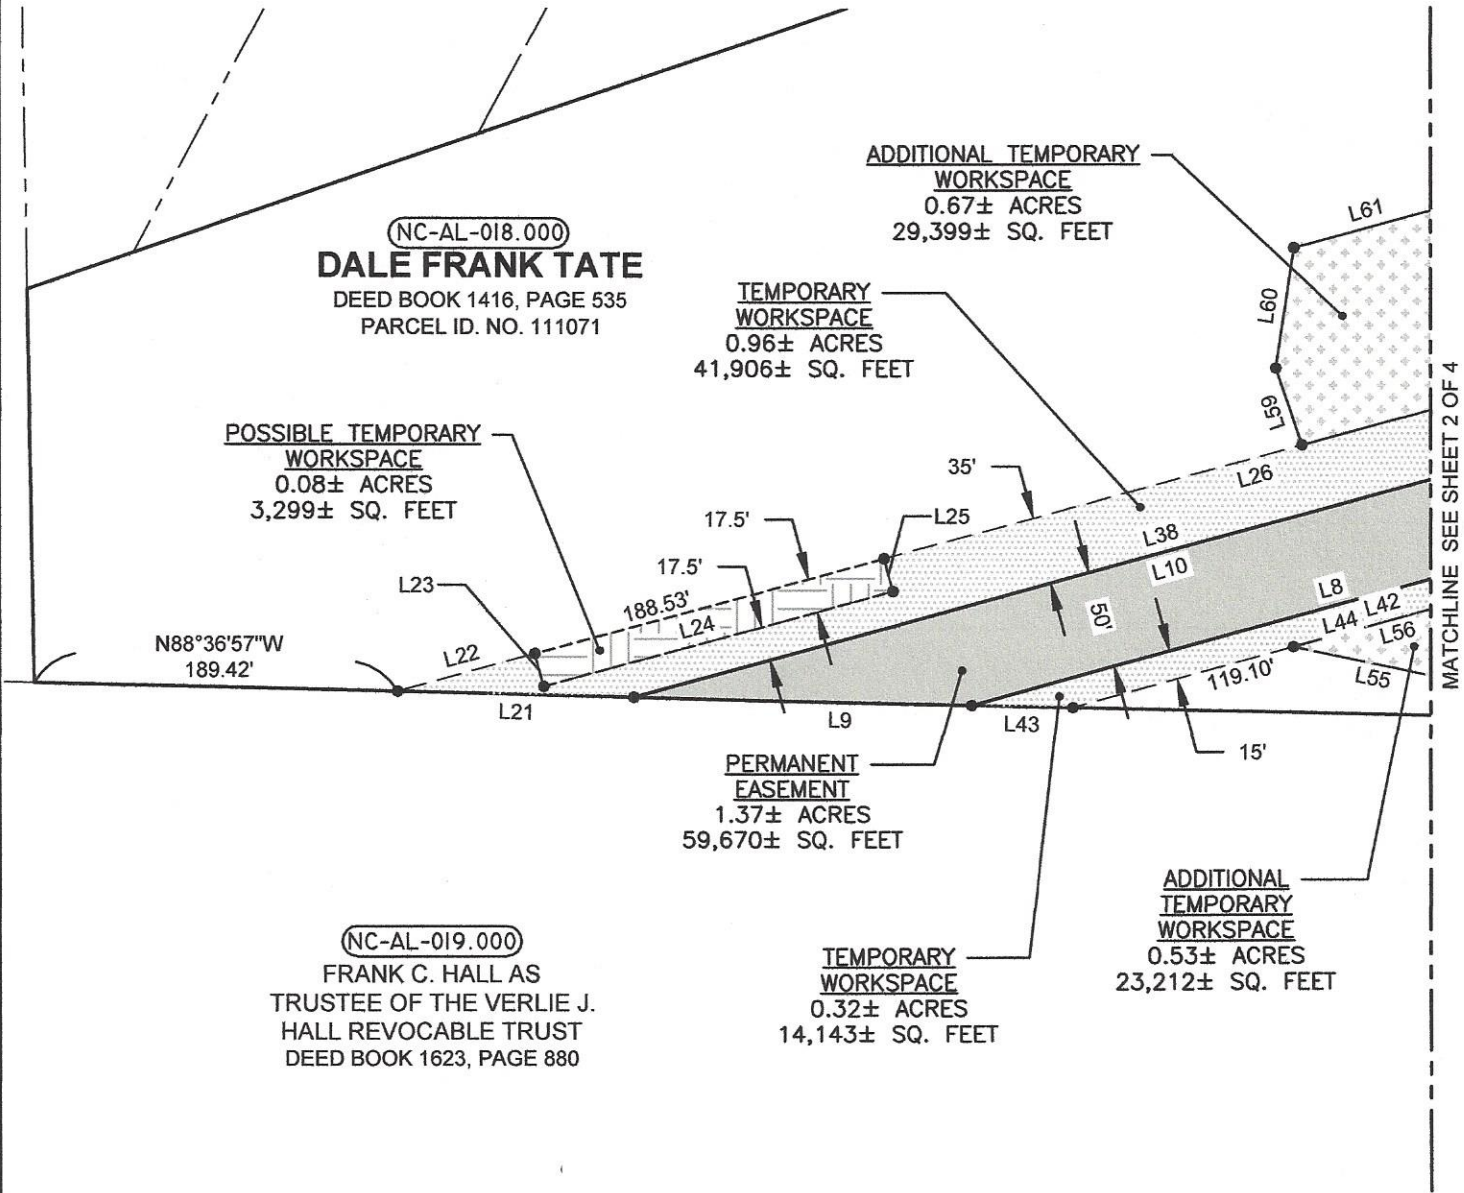 ADDITIONAL TEMPORARY
WORKSPACE
0.67± ACRES
29,399± SQ. FEET
L61
NC-AL-018.000
DALE FRANK TATE
DEED BOOK 1416, PAGE 535
PARCEL ID. NO. 111071
TEMPORARY
WORKSPACE
0.96± ACRES
41,906± SQ. FEET
L60
L59
MATCHLINE SEE SHEET 2 OF 4
POSSIBLE TEMPORARY
WORKSPACE
0.08± ACRES
3,299± SQ. FEET
35'
L26
17.5'
L25
L38
17.5'
L10
L23
188.53'
L24
50'
L8
L42
L44
L56
N88°36'57"W
189.42'
L22
119.10'
L55
L21
L9
L43
15'
PERMANENT
EASEMENT
1.37± ACRES
59,670± SQ. FEET
ADDITIONAL
TEMPORARY
WORKSPACE
0.53± ACRES
23,212± SQ. FEET
NC-AL-019.000
FRANK C. HALL AS
TRUSTEE OF THE VERLIE J.
HALL REVOCABLE TRUST
DEED BOOK 1623, PAGE 880
TEMPORARY
WORKSPACE
0.32± ACRES
14,143± SQ. FEET